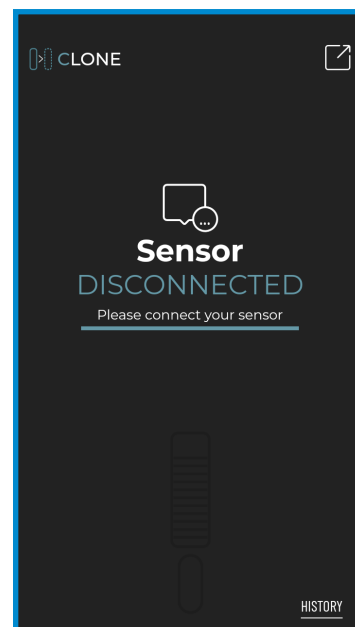 CLONE
Sensor
DISCONNECTED
Please connect your sensor
HISTORY